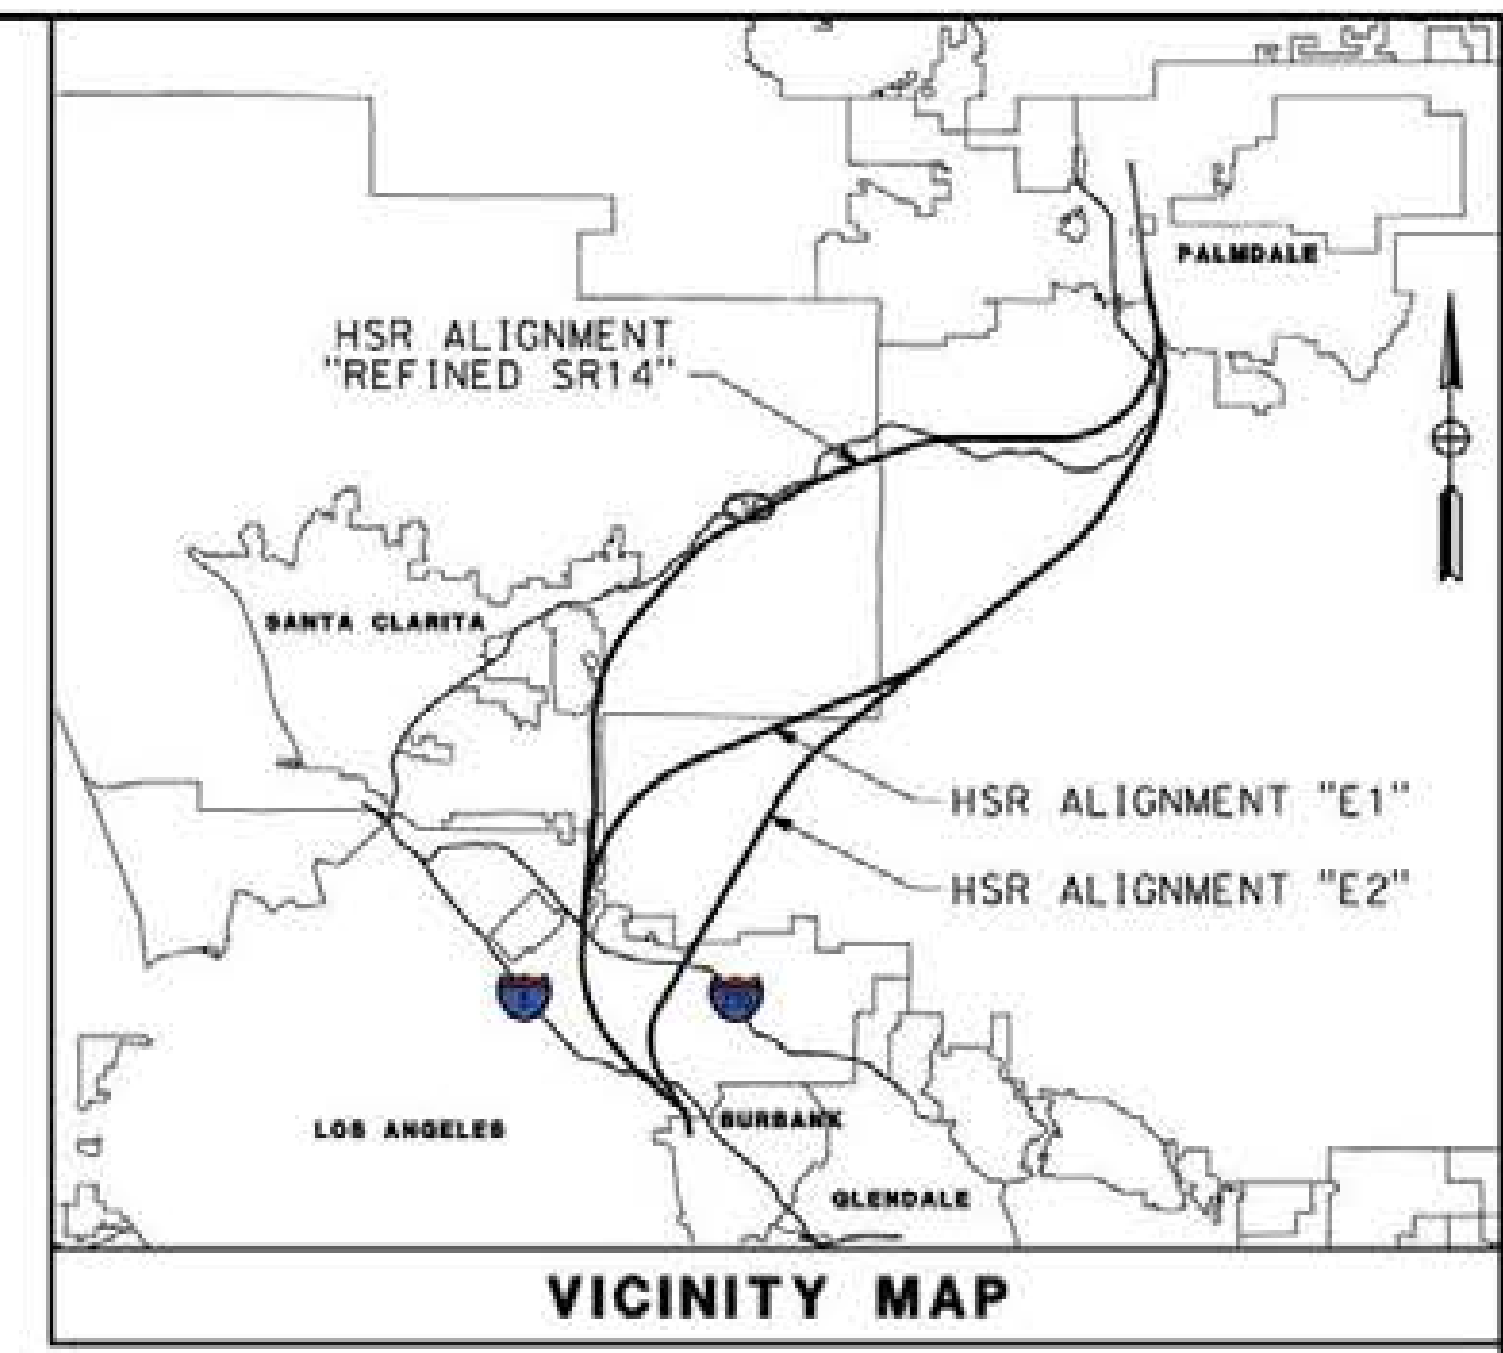 PALMDALE
HSR ALIGNMENT
"REFINED SR14"
SANTA CLARITA
HSR ALIGNMENT "E1"
HSR ALIGNMENT "E2"
LOS ANGELES
BURBANK
GLENDALE
VICINITY MAP